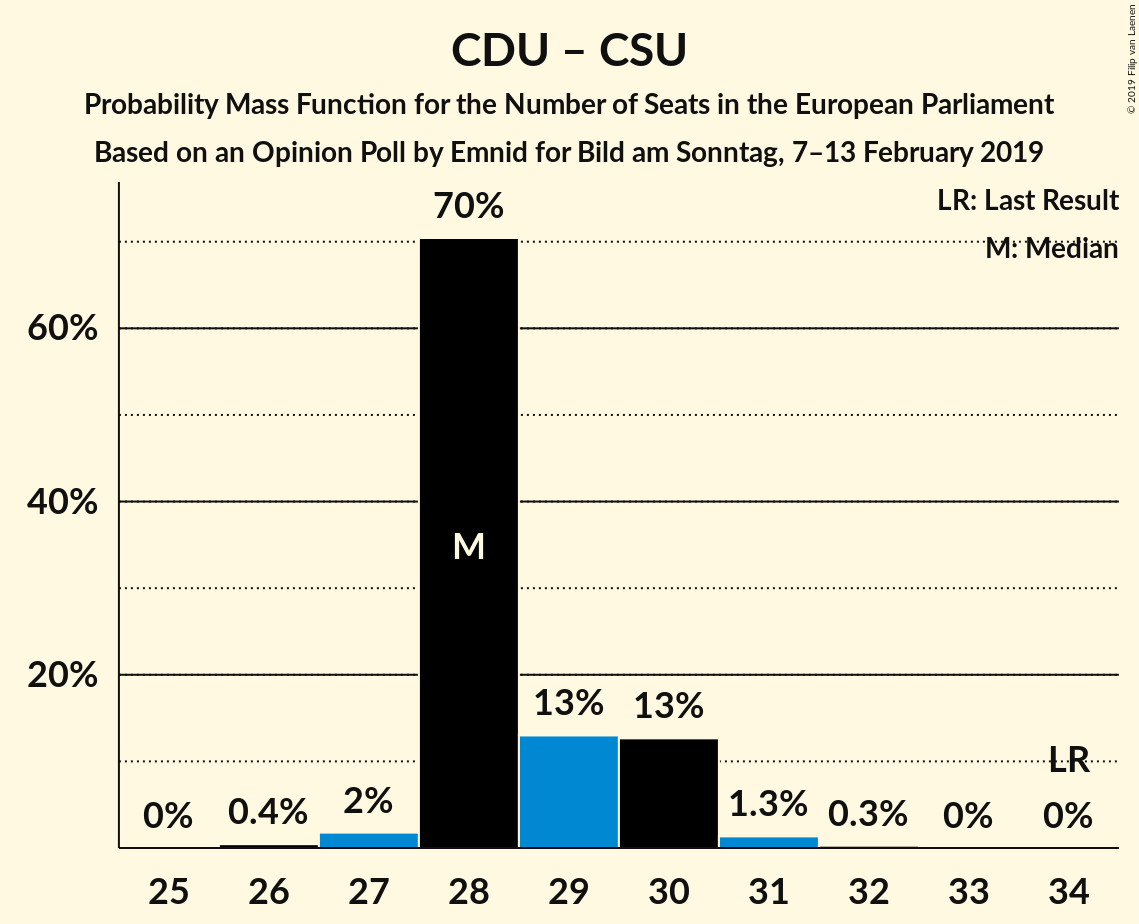 CDU – CSU
Probability Mass Function for the Number of Seats in the European Parliament
Based on an Opinion Poll by Emnid for Bild am Sonntag, 7–13 February 2019
© 2019 Filip van Laenen
LR: Last Result
M: Median
70%
60%
40%
M
20%
13%
13%
LR
0%
0.4%
2%
1.3%
0.3%
0%
0%
25
26
27
28
29
30
31
32
33
34